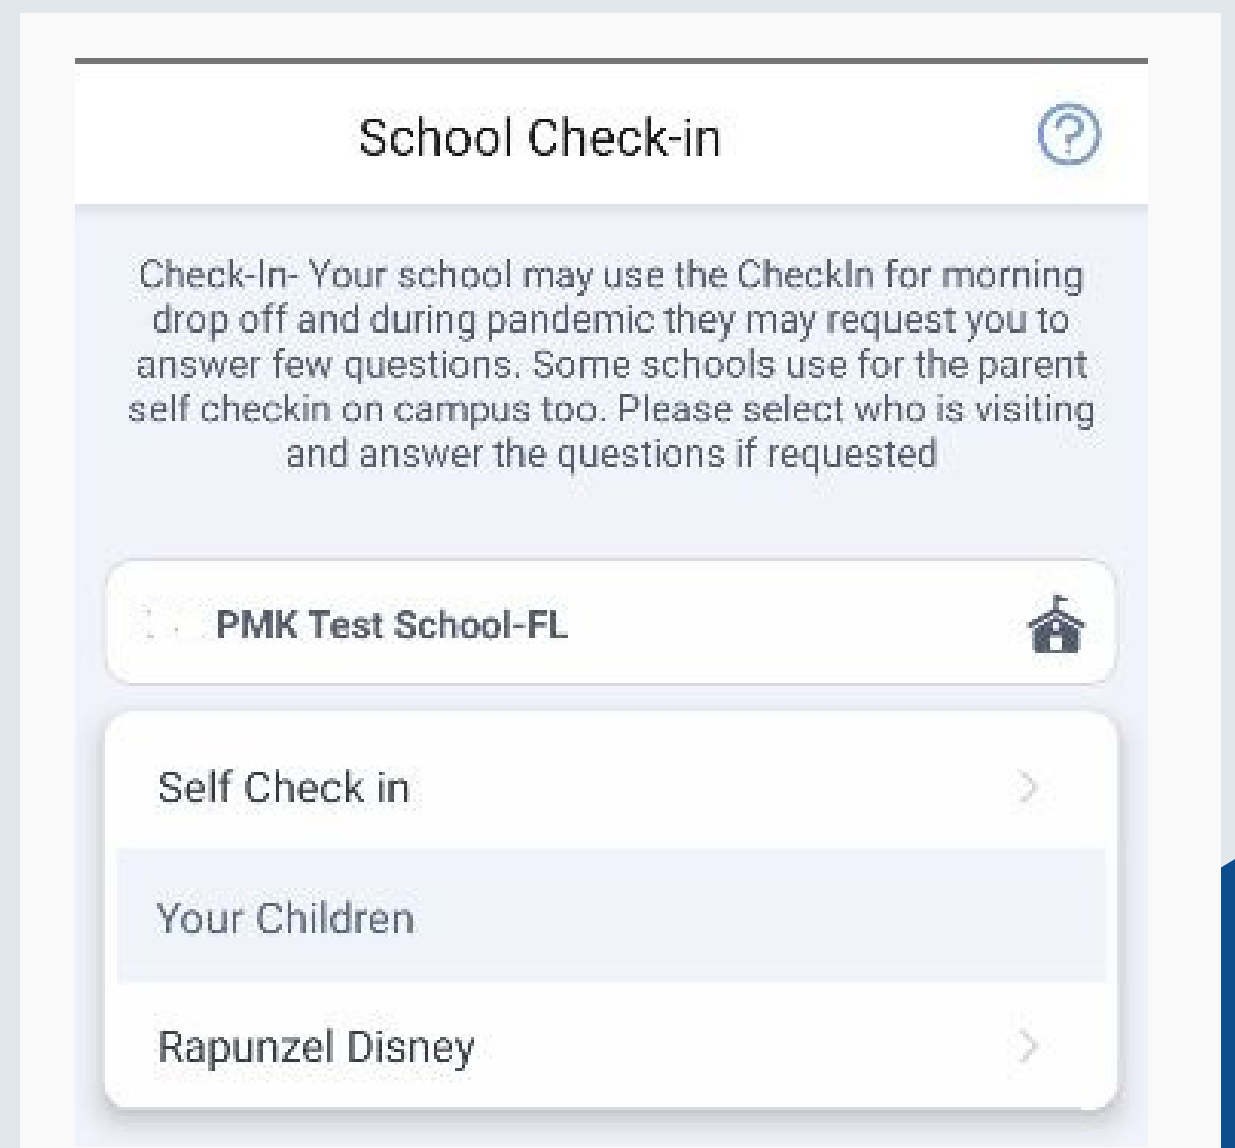 School Check-in
Check-In- Your school may use the CheckIn for morning
drop off and during pandemic they may request you to
answer few questions. Some schools use for the parent
self checkin on campus too. Please select who is visiting
and answer the questions if requested
PMK Test School-FL
Self Check in
Your Children
Rapunzel Disney